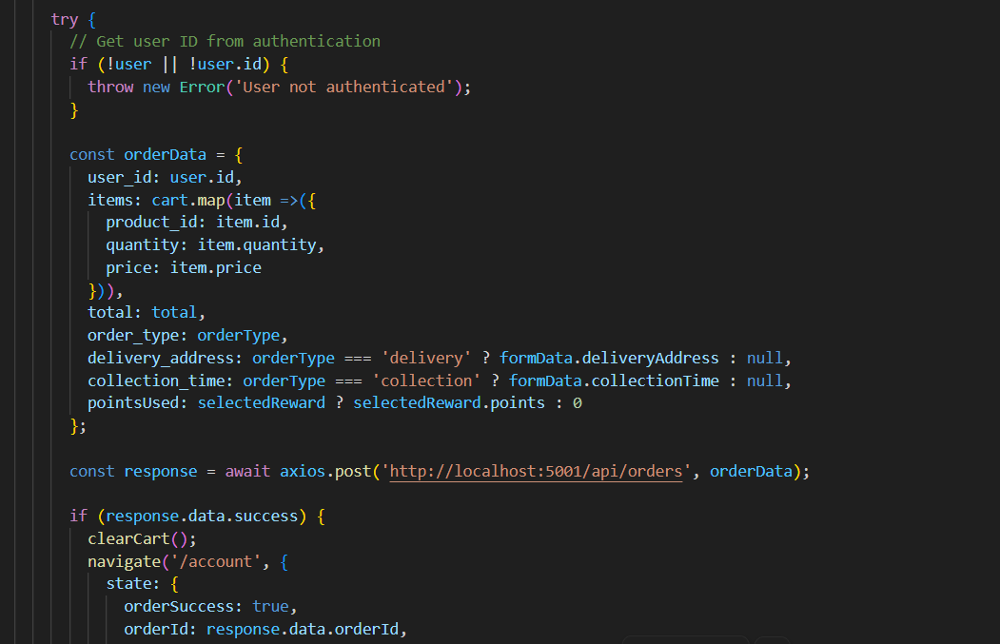 try {
// Get user ID from authentication
if (!user || !user.id) {
throw new Error('User not authenticated');
}
const orderData = {
user_id: user.id,
items: cart.map(item =>({
product_id: item.id,
quantity: item.quantity,
price: item.price
})),
total: total,
order_type: orderType,
delivery_address: orderType === 'delivery' ? formData.deliveryAddress : null,
collection_time: orderType === 'collection' ? formData.collectionTime : null,
pointsUsed: selectedReward ? selectedReward.points : 0
};
const response = await axios.post('http://localhost:5001/api/orders', orderData);
if (response.data.success) {
clearCart();
navigate('/account', {
state: {
orderSuccess: true,
orderId: response.data.orderId,